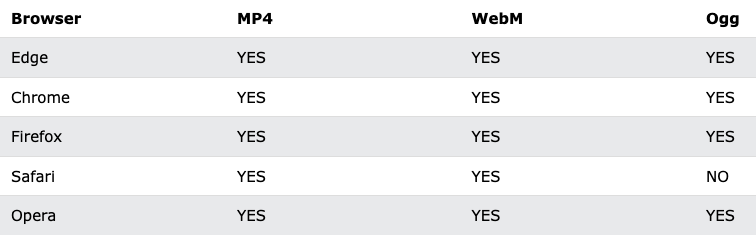 Browser MP4 WebM Ogg
Edge YES YES YES
Chrome YES YES YES
Firefox YES YES YES
Safari YES YES NO
Opera YES YES YES